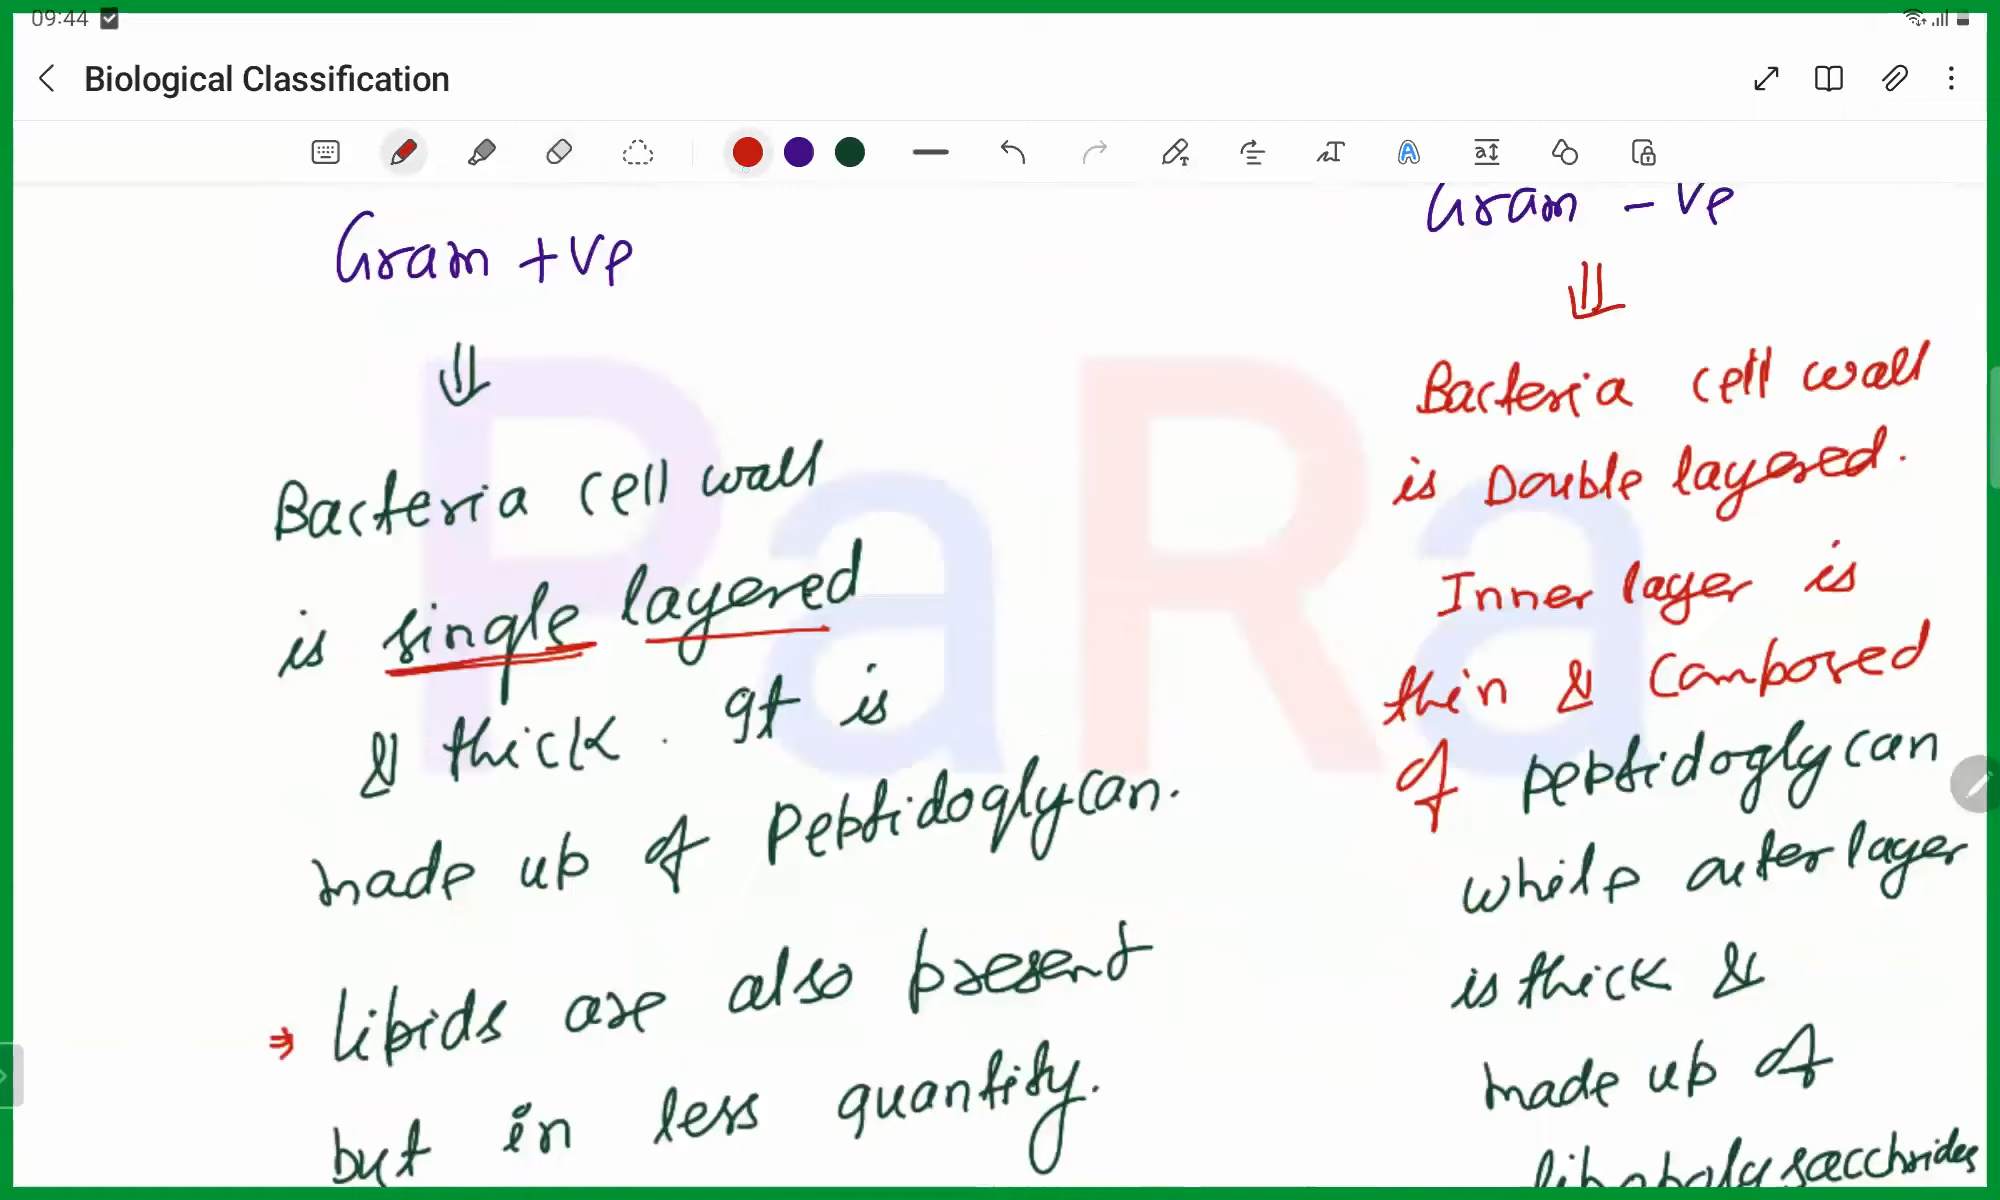 09:44
Biological Classification
Gram +ve
Bacteria cell wall
is single layered
& thick. It is
made up of Peptidoglycan.
⇒ lipids are also present
but in less quantity.
Gram -ve
Bacteria cell wall
is Double layered.
Inner layer is
thin & Composed
of peptidoglycan
while outer layer
is thick &
made up of
lipopolysaccharides
PaRa